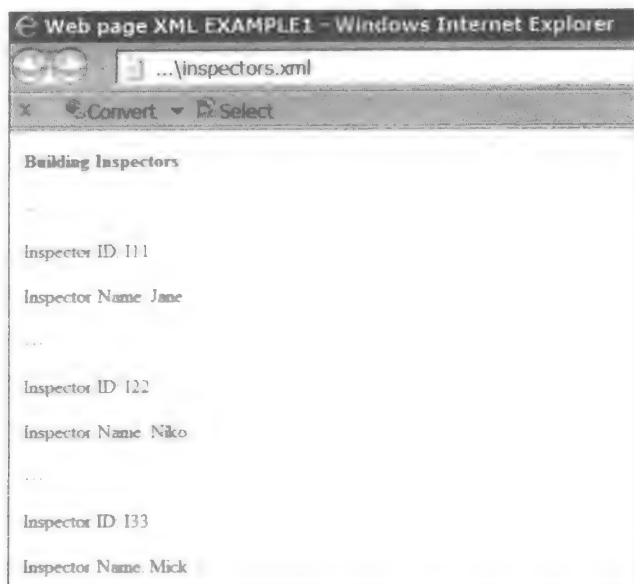 Web page XML EXAMPLE1 - Windows Internet Explorer
...\inspectors.xml
x Convert Select
Building Inspectors
...
Inspector ID: I11
Inspector Name: Jane
...
Inspector ID: I22
Inspector Name: Niko
...
Inspector ID: I33
Inspector Name: Mick